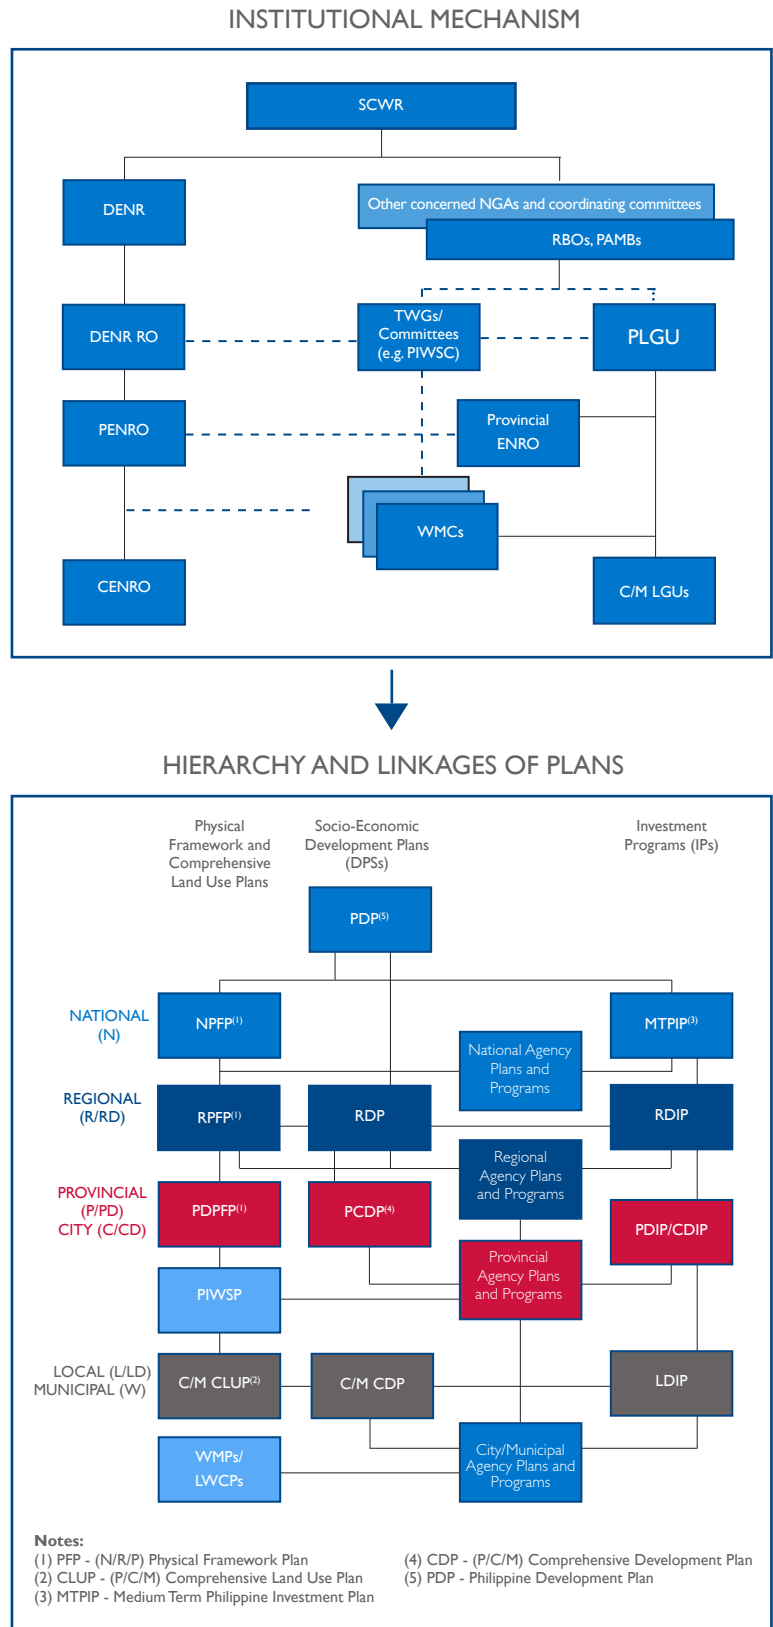 INSTITUTIONAL MECHANISM
SCWR
DENR
Other concerned NGAs and coordinating committees
RBOs, PAMBs
DENR RO
TWGs/
Committees
(e.g. PIWSC)
PLGU
PENRO
Provincial
ENRO
WMCs
CENRO
C/M LGUs
HIERARCHY AND LINKAGES OF PLANS
Physical
Framework and
Comprehensive
Land Use Plans
Socio-Economic
Development Plans
(DPSs)
Investment
Programs (IPs)
PDP(5)
NATIONAL
(N)
NPFP(1)
MTPIP(3)
National Agency
Plans and
Programs
REGIONAL
(R/RD)
RPFP(1)
RDP
RDIP
Regional
Agency Plans
and Programs
PROVINCIAL
(P/PD)
CITY (C/CD)
PDPFP(1)
PCDP(4)
PDIP/CDIP
Provincial
Agency Plans
and Programs
PIWSP
LOCAL (L/LD)
MUNICIPAL (W)
C/M CLUP(2)
C/M CDP
LDIP
WMPs/
LWCPs
City/Municipal
Agency Plans and
Programs
Notes:
(1) PFP - (N/R/P) Physical Framework Plan
(2) CLUP - (P/C/M) Comprehensive Land Use Plan
(3) MTPIP - Medium Term Philippine Investment Plan
(4) CDP - (P/C/M) Comprehensive Development Plan
(5) PDP - Philippine Development Plan